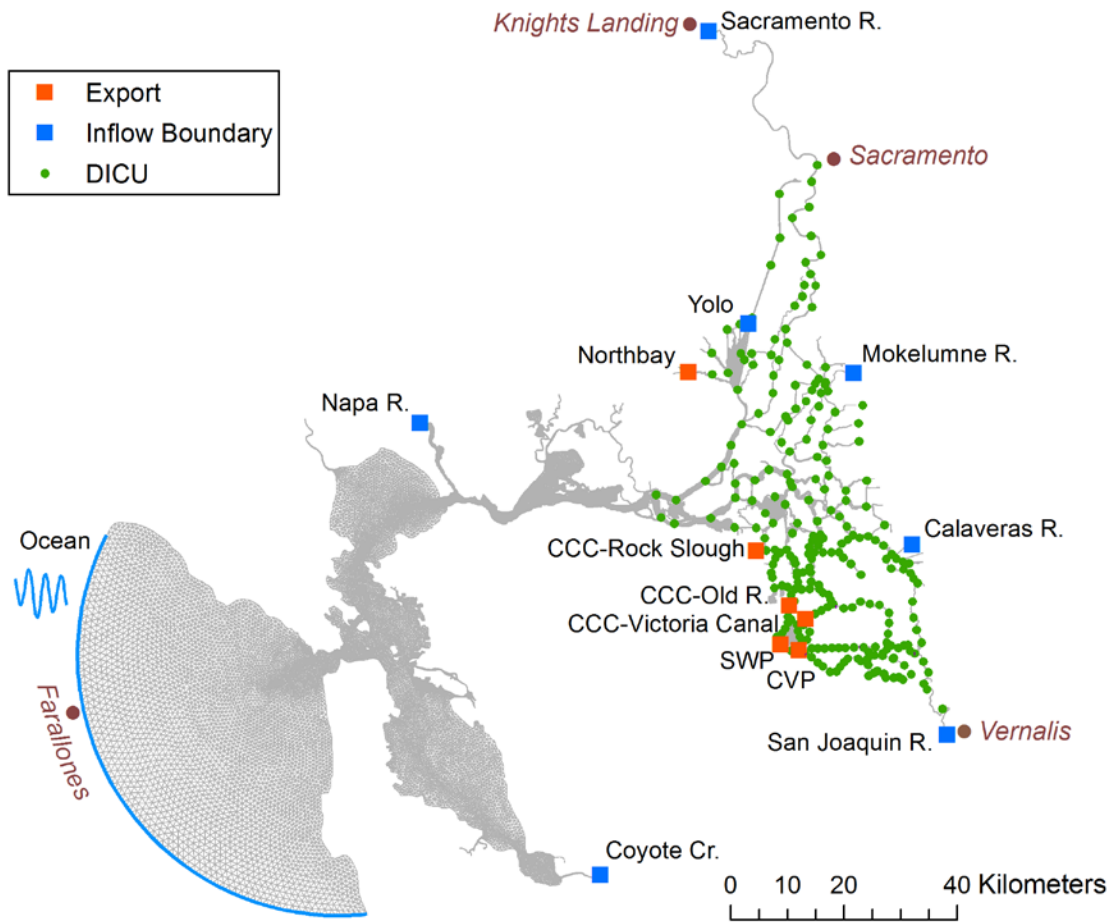 Knights Landing
Sacramento R.
Export
Inflow Boundary
DICU
Sacramento
Yolo
Northbay
Mokelumne R.
Napa R.
Ocean
CCC-Rock Slough
Calaveras R.
CCC-Old R.
CCC-Victoria Canal
SWP
CVP
Farallones
San Joaquin R.
Vernalis
Coyote Cr.
0 10 20 40 Kilometers